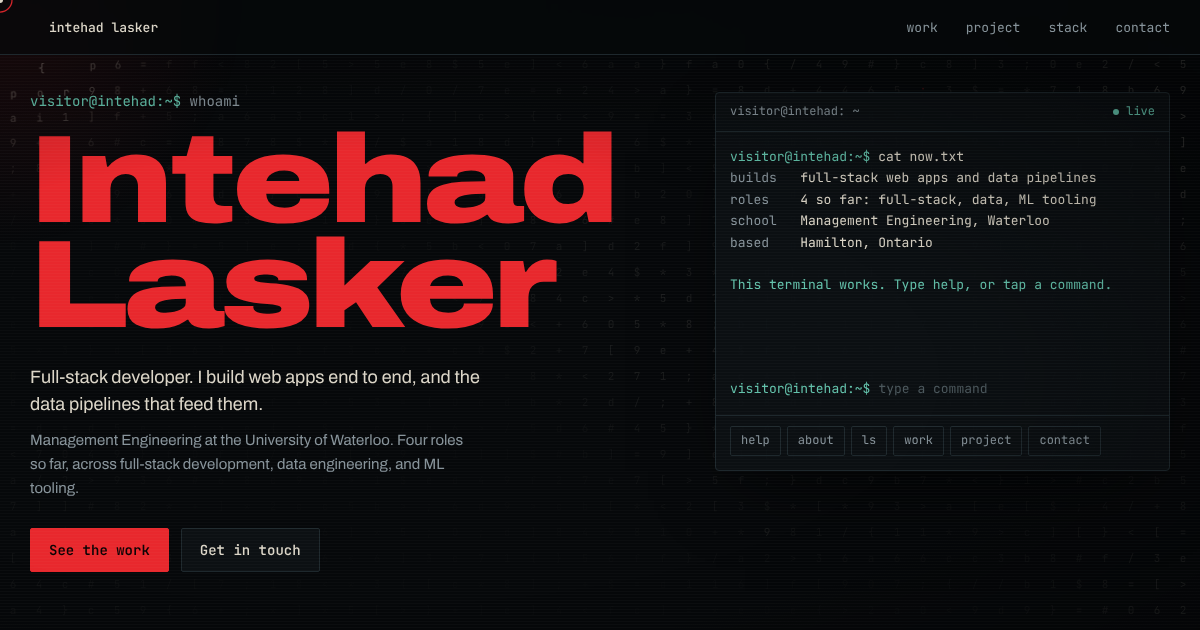 intehad lasker
work project stack contact
visitor@intehad:~$ whoami
Intehad
Lasker
Full-stack developer. I build web apps end to end, and the
data pipelines that feed them.
Management Engineering at the University of Waterloo. Four roles
so far, across full-stack development, data engineering, and ML
tooling.
See the work
Get in touch
visitor@intehad: ~
live
visitor@intehad:~$ cat now.txt
builds full-stack web apps and data pipelines
roles 4 so far: full-stack, data, ML tooling
school Management Engineering, Waterloo
based Hamilton, Ontario
This terminal works. Type help, or tap a command.
visitor@intehad:~$ type a command
help about ls work project contact